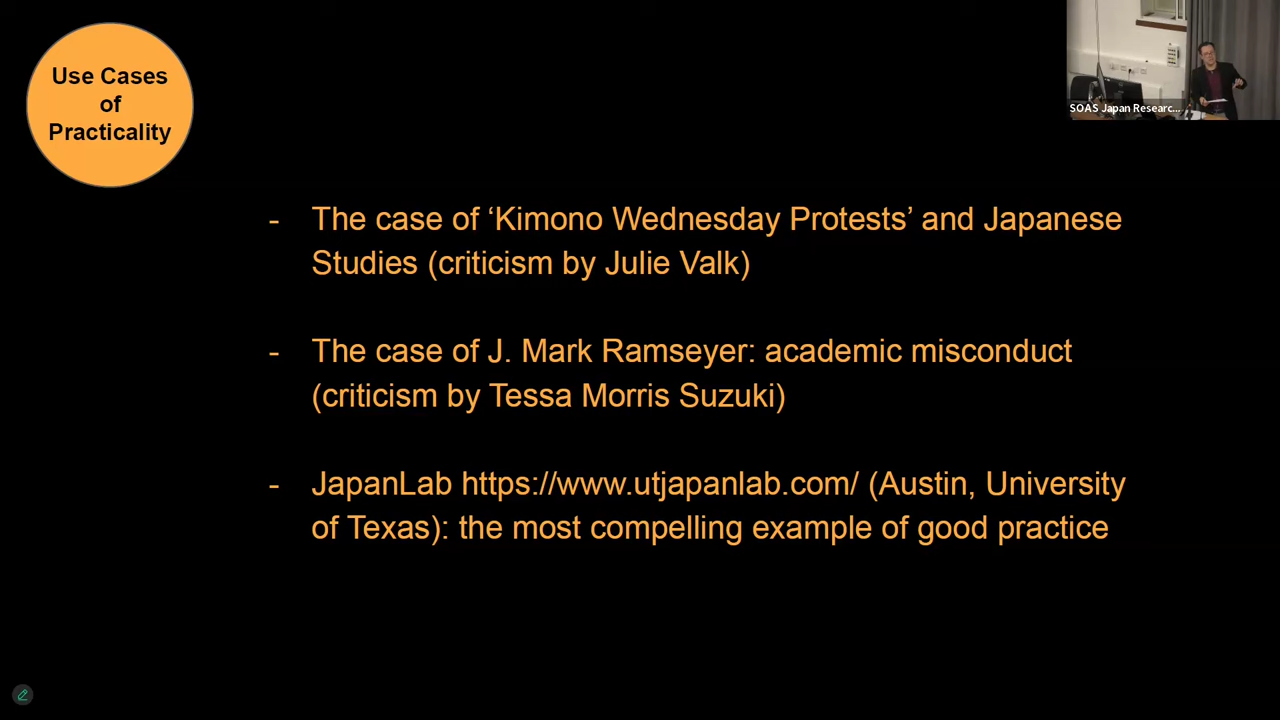 Use Cases
of
Practicality
SOAS Japan Researc...
- The case of ‘Kimono Wednesday Protests’ and Japanese
Studies (criticism by Julie Valk)
- The case of J. Mark Ramseyer: academic misconduct
(criticism by Tessa Morris Suzuki)
- JapanLab https://www.utjapanlab.com/ (Austin, University
of Texas): the most compelling example of good practice